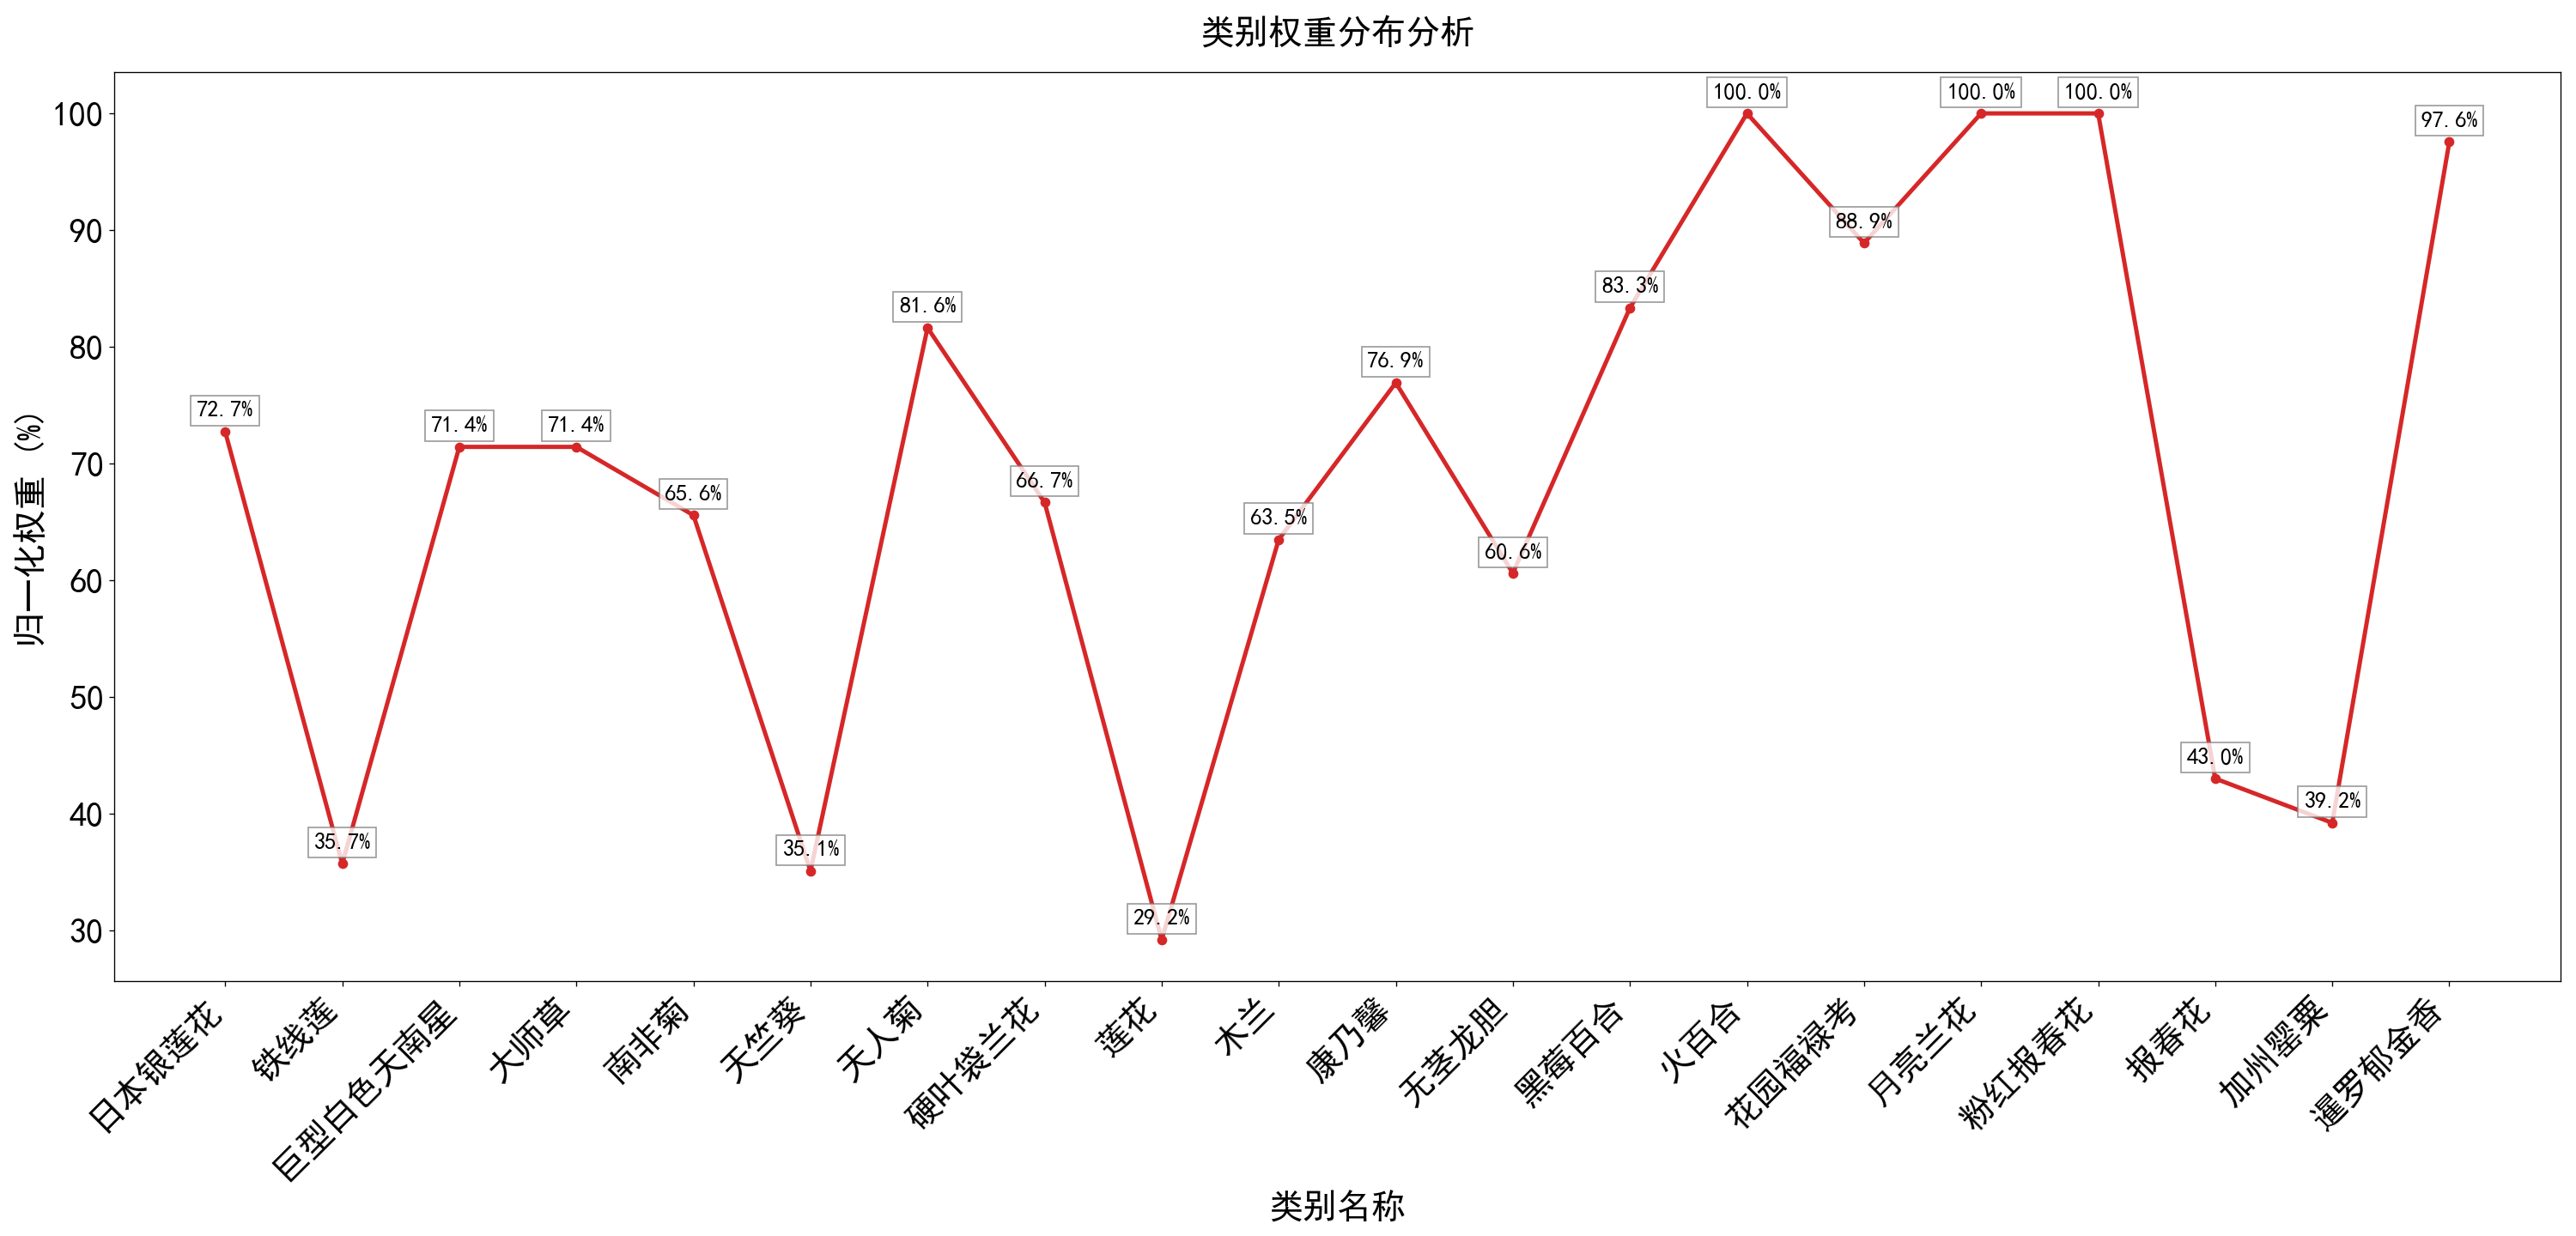 类别权重分布分析
归一化权重 (%)
100
90
80
70
60
50
40
30
72.7%
35.7%
71.4%
71.4%
65.6%
35.1%
81.6%
66.7%
29.2%
63.5%
76.9%
60.6%
83.3%
100.0%
88.9%
100.0%
100.0%
43.0%
39.2%
97.6%
日本银莲花
铁线莲
巨型白色天南星
大师草
南非菊
天竺葵
天人菊
硬叶袋兰花
莲花
木兰
康乃馨
无茎龙胆
黑莓百合
火百合
花园福禄考
月亮兰花
粉红报春花
报春花
加州罂粟
暹罗郁金香
类别名称